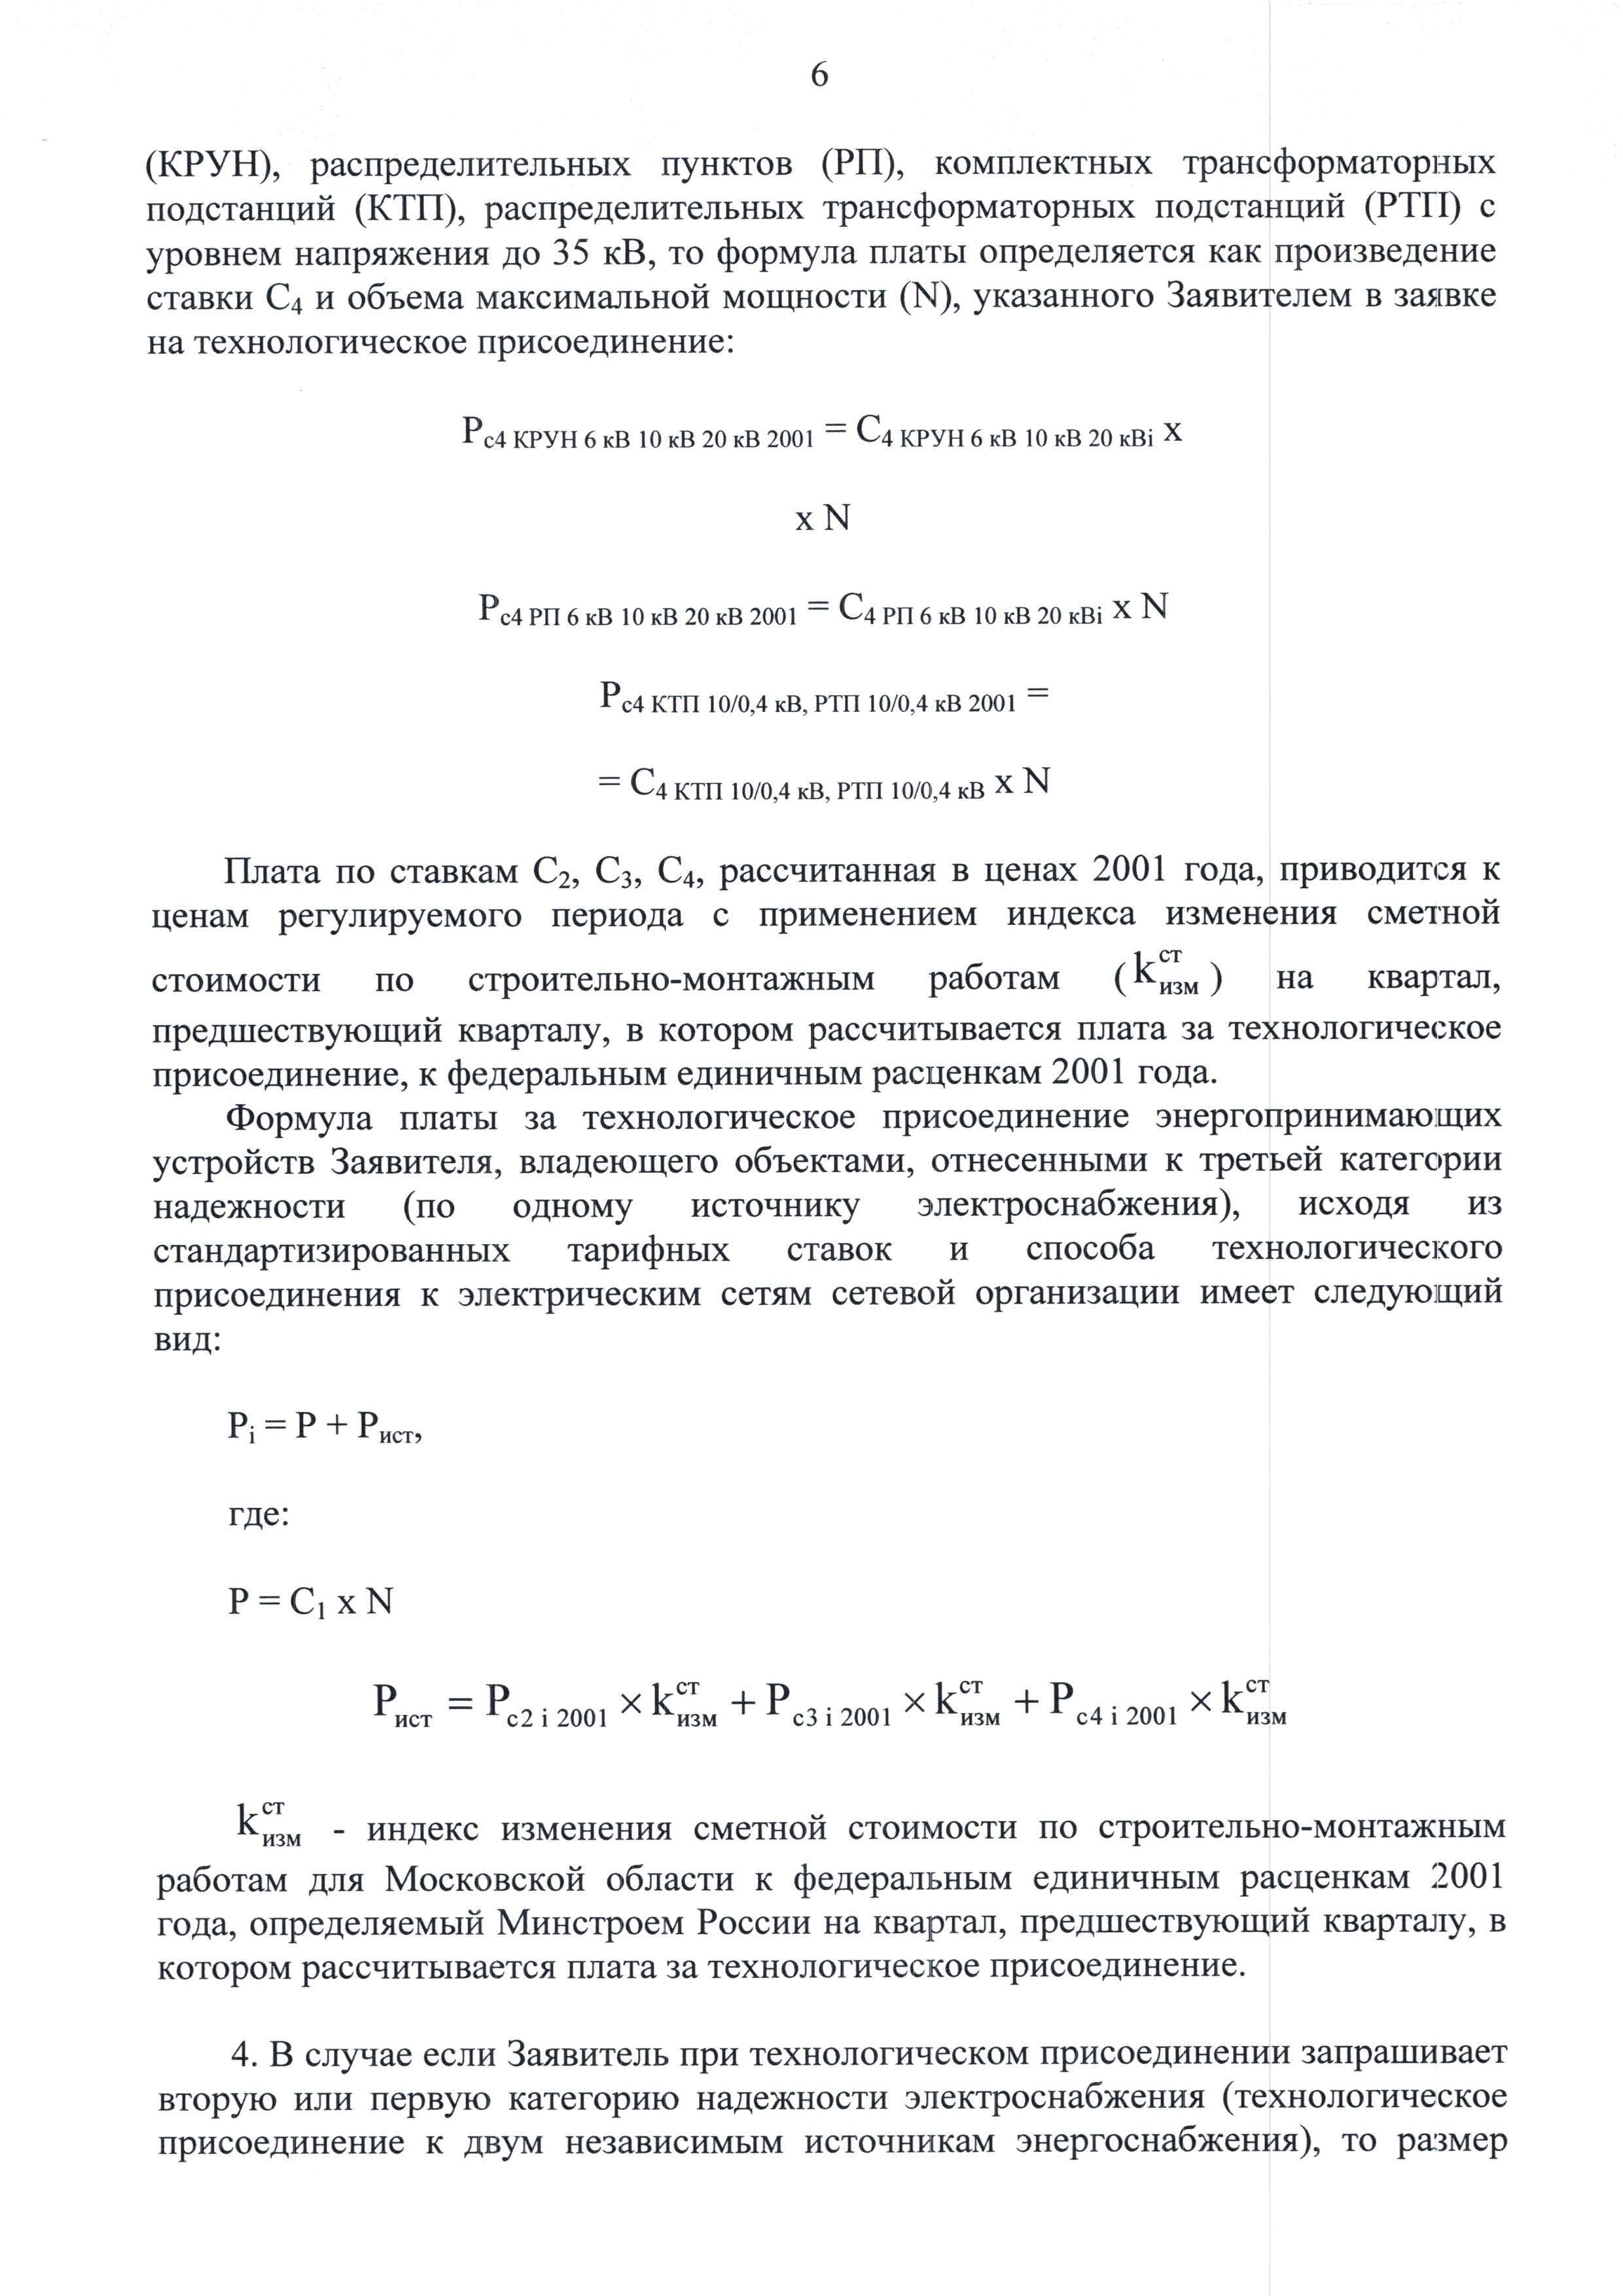 6
(КРУН), распределительных пунктов (РП), комплектных трансформаторных
подстанций (КТП), распределительных трансформаторных подстанций (РТП) с
уровнем напряжения до 35 кВ, то формула платы определяется как произведение
ставки С₄ и объема максимальной мощности (N), указанного Заявителем в заявке
на технологическое присоединение:
Рс4 КРУН 6 кВ 10 кВ 20 кВ 2001 = С4 КРУН 6 кВ 10 кВ 20 кВi х
х N
Рс4 РП 6 кВ 10 кВ 20 кВ 2001 = С4 РП 6 кВ 10 кВ 20 кВi х N
Рс4 КТП 10/0,4 кВ, РТП 10/0,4 кВ 2001 =
= С4 КТП 10/0,4 кВ, РТП 10/0,4 кВ х N
Плата по ставкам С₂, С₃, С₄, рассчитанная в ценах 2001 года, приводится к
ценам регулируемого периода с применением индекса изменения сметной
стоимости по строительно-монтажным работам (kстизм) на квартал,
предшествующий кварталу, в котором рассчитывается плата за технологическое
присоединение, к федеральным единичным расценкам 2001 года.
Формула платы за технологическое присоединение энергопринимающих
устройств Заявителя, владеющего объектами, отнесенными к третьей категории
надежности (по одному источнику электроснабжения), исходя из
стандартизированных тарифных ставок и способа технологического
присоединения к электрическим сетям сетевой организации имеет следующий
вид:
Pi = P + Pист,
где:
P = C₁ x N
Pист = Pс2 i 2001 × kстизм + Pс3 i 2001 × kстизм + Pс4 i 2001 × kстизм
kстизм - индекс изменения сметной стоимости по строительно-монтажным
работам для Московской области к федеральным единичным расценкам 2001
года, определяемый Минстроем России на квартал, предшествующий кварталу, в
котором рассчитывается плата за технологическое присоединение.
4. В случае если Заявитель при технологическом присоединении запрашивает
вторую или первую категорию надежности электроснабжения (технологическое
присоединение к двум независимым источникам энергоснабжения), то размер